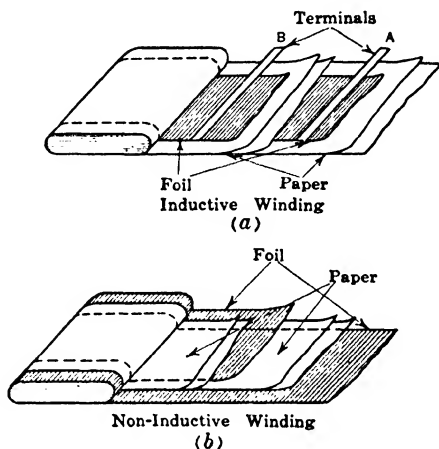 Terminals
B
A
Foil
Paper
Inductive Winding
(a)
Foil
Paper
Non-Inductive Winding
(b)